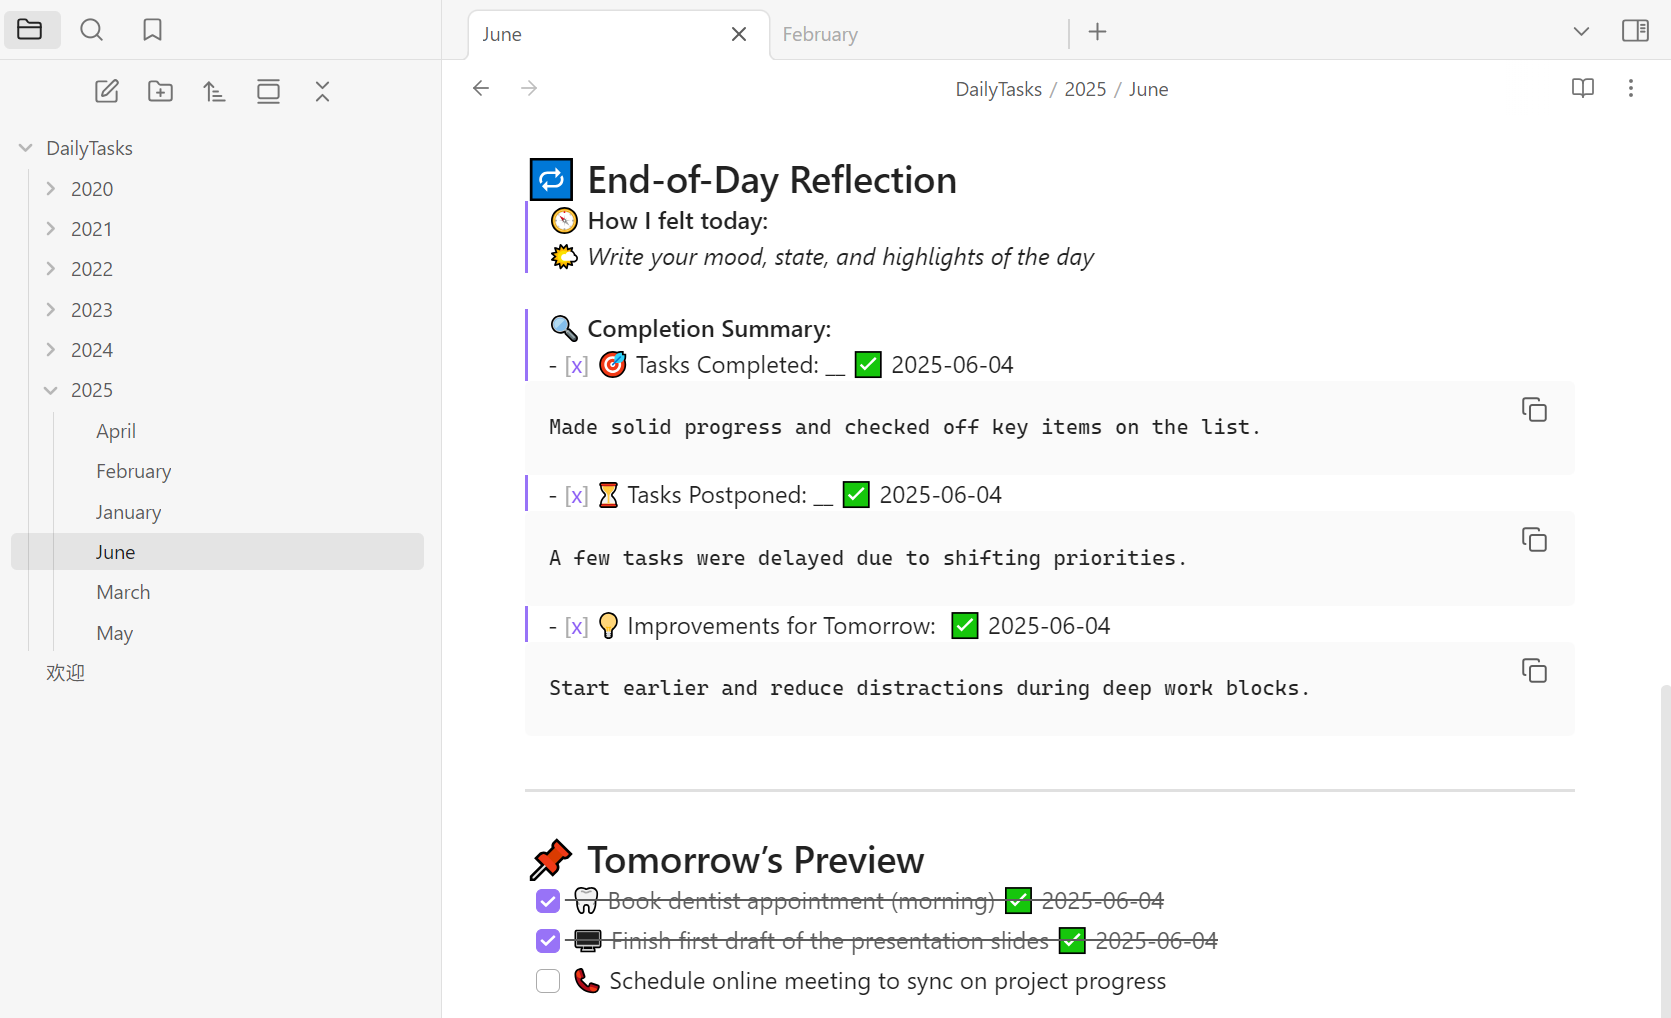 June
February
DailyTasks / 2025 / June
DailyTasks
2020
2021
2022
2023
2024
2025
April
February
January
June
March
May
欢迎
🔁 End-of-Day Reflection
🧭 How I felt today:
🌤 Write your mood, state, and highlights of the day
🔍 Completion Summary:
- [x] 🎯 Tasks Completed: __ ✅ 2025-06-04
Made solid progress and checked off key items on the list.
- [x] ⏳ Tasks Postponed: __ ✅ 2025-06-04
A few tasks were delayed due to shifting priorities.
- [x] 💡 Improvements for Tomorrow: ✅ 2025-06-04
Start earlier and reduce distractions during deep work blocks.
📌 Tomorrow’s Preview
🦷 Book dentist appointment (morning) ✅ 2025-06-04
🖥 Finish first draft of the presentation slides ✅ 2025-06-04
📞 Schedule online meeting to sync on project progress